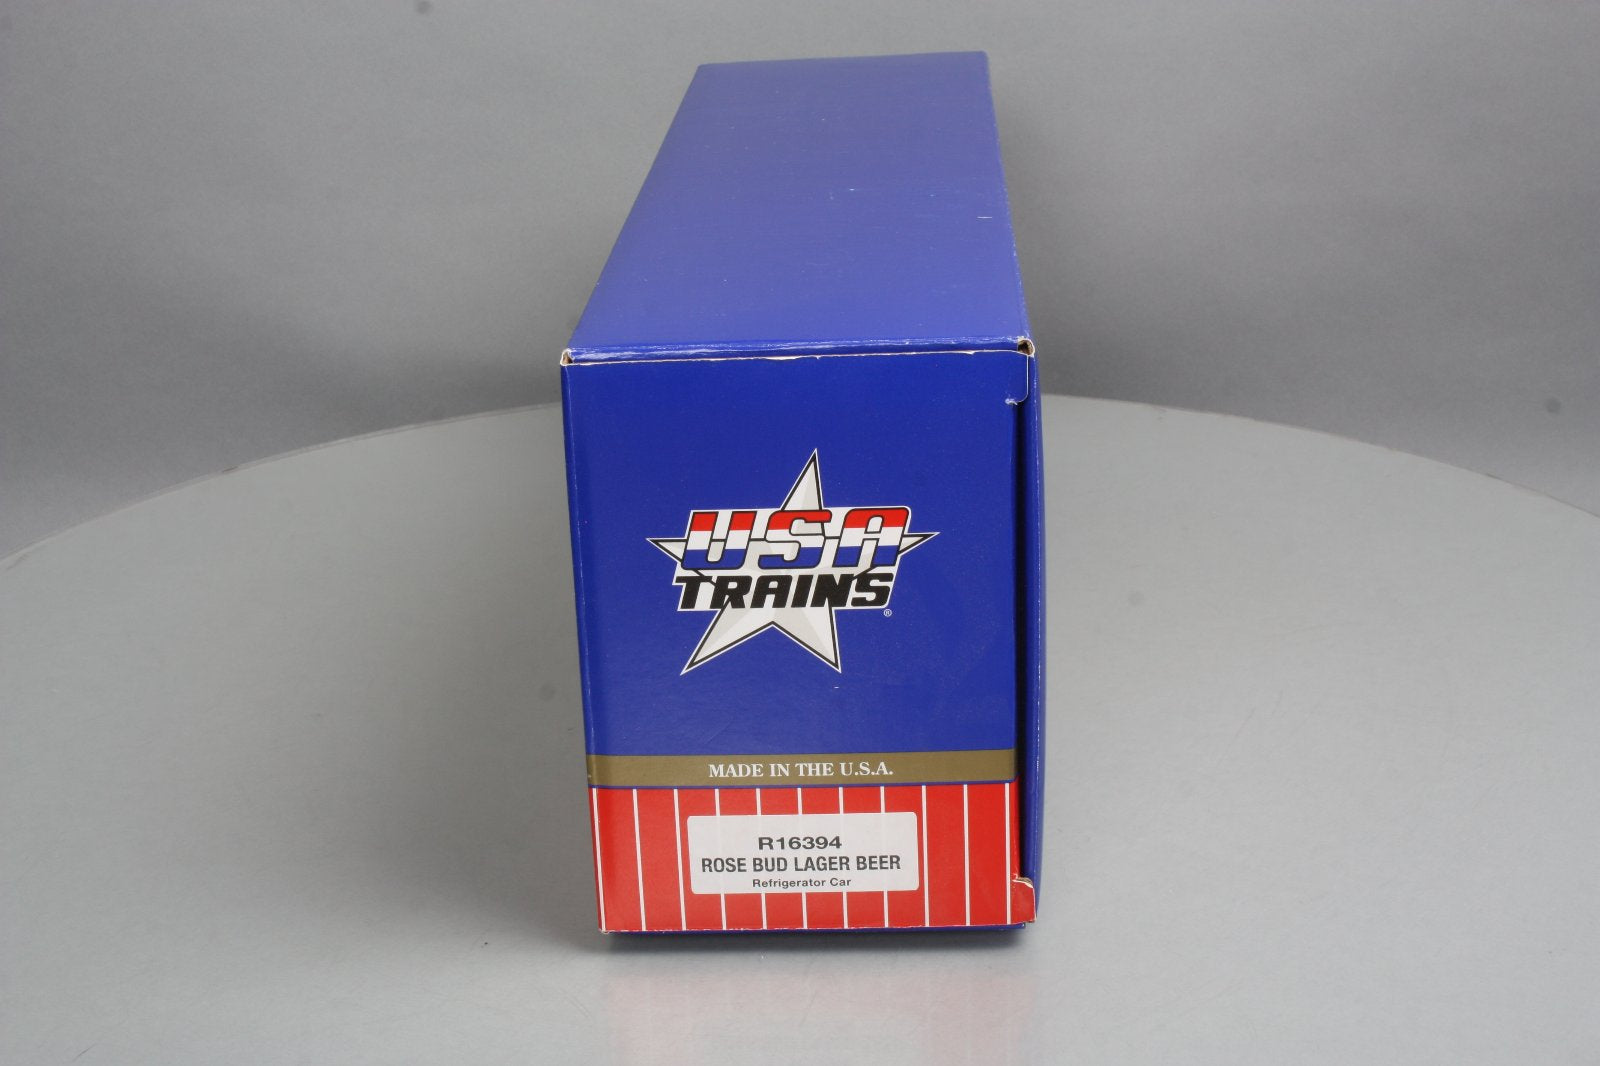 USA
TRAINS®
MADE IN THE U.S.A.
R16394
ROSE BUD LAGER BEER
Refrigerator Car